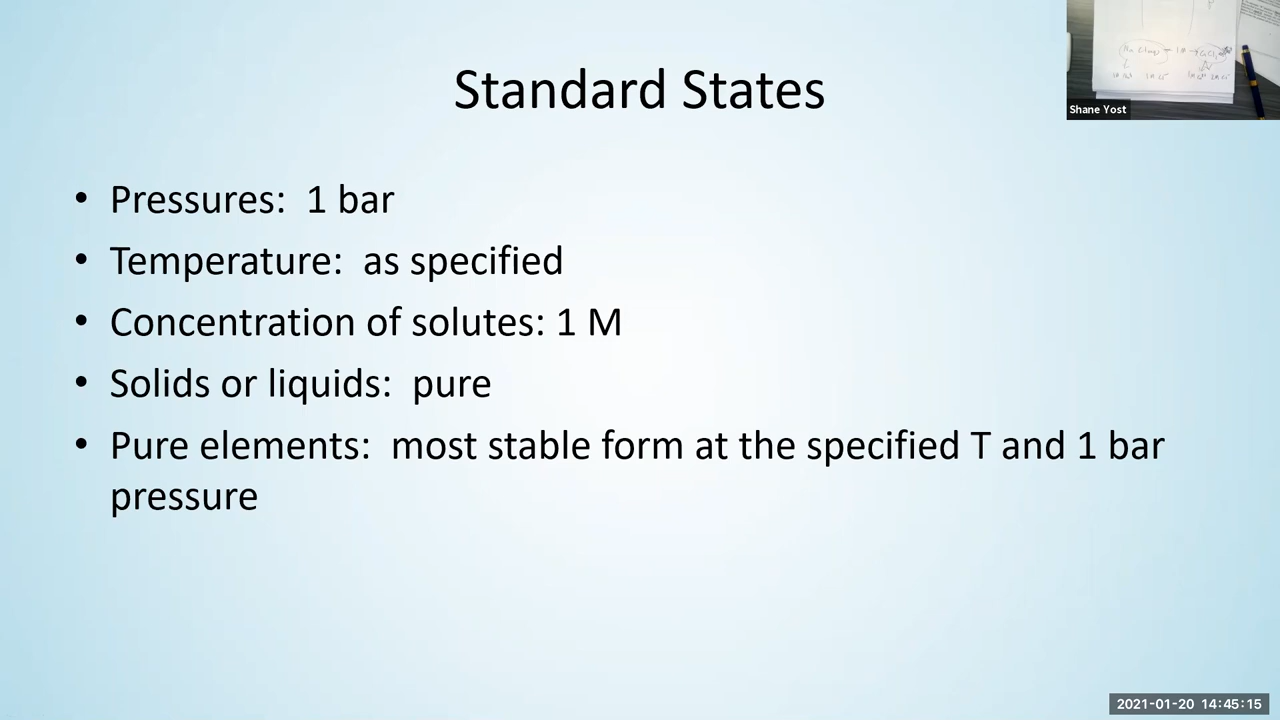 Standard States
Shane Yost
• Pressures:  1 bar
• Temperature:  as specified
• Concentration of solutes: 1 M
• Solids or liquids:  pure
• Pure elements:  most stable form at the specified T and 1 bar
pressure
2021-01-20 14:45:15